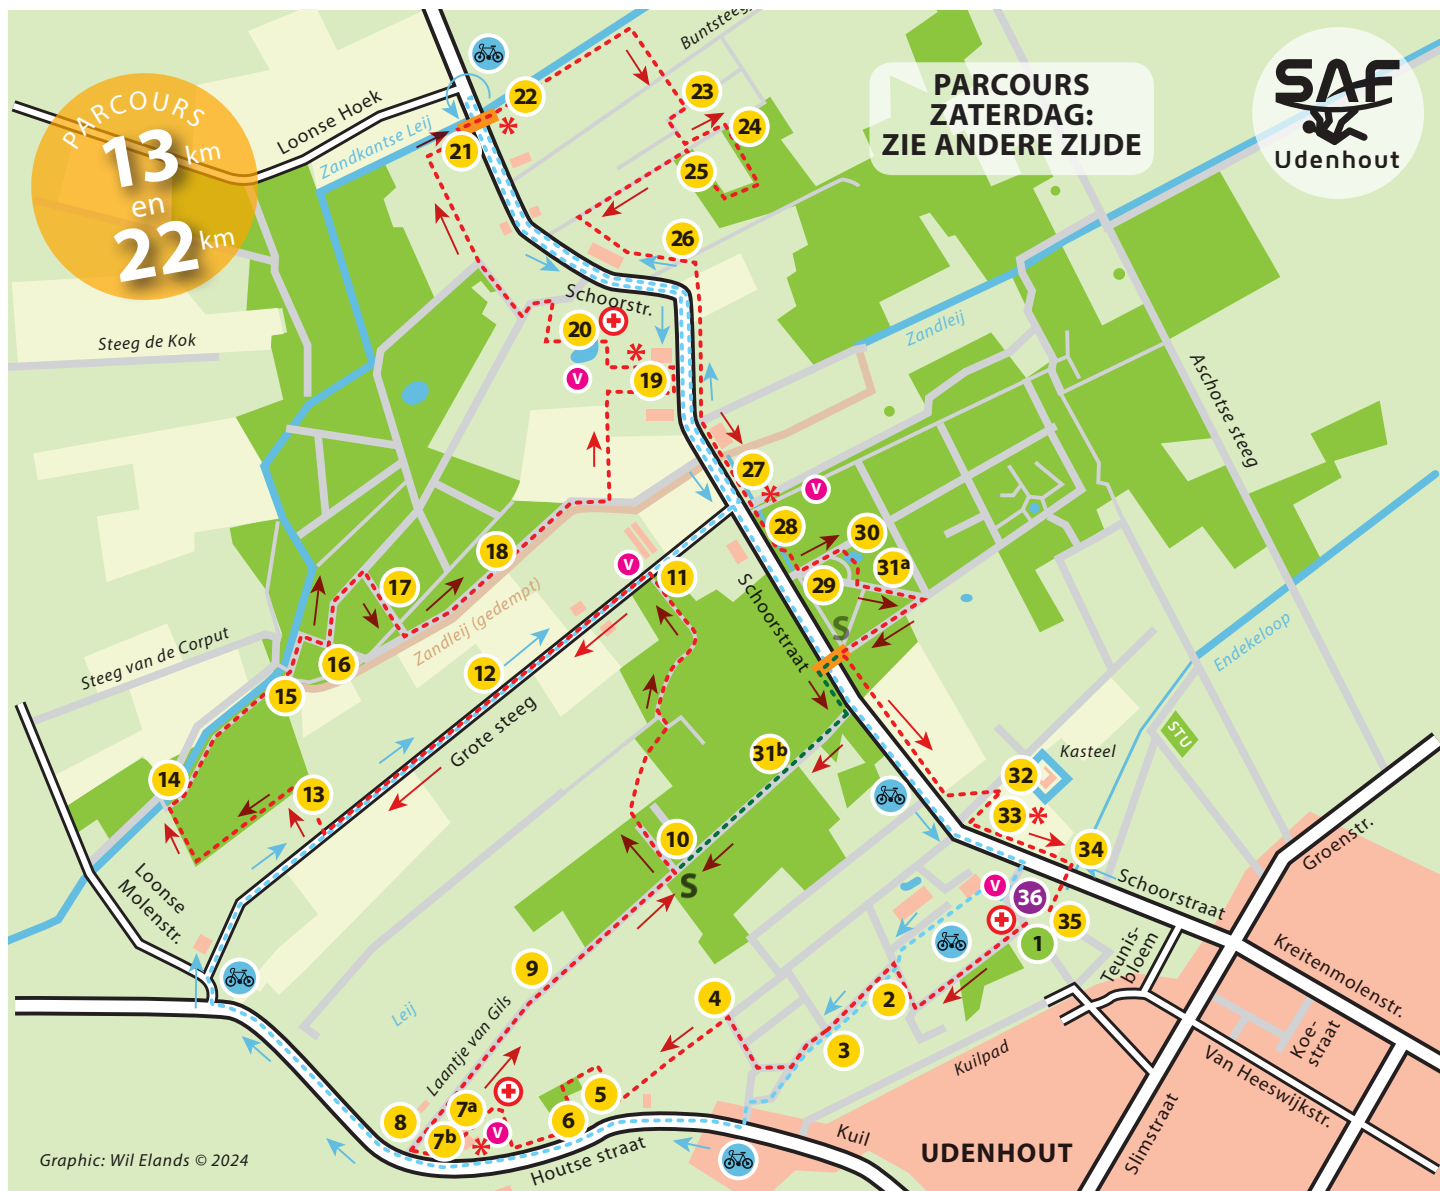 PARCOURS
13 km
en
22 km
PARCOURS
ZATERDAG:
ZIE ANDERE ZIJDE
SAF
Udenhout
Buntsteeg
Loonse Hoek
Zandkantse Leij
22
21
23
24
25
26
Schoorstr.
20
V
19
Steeg de Kok
Zandleij
Aschotse steeg
27
V
28
30
29
31a
18
17
V
11
Schoorstraat
S
Zandleij (gedempt)
Steeg van de Corput
16
15
12
Endekeloop
Grote steeg
31b
STU
Kasteel
32
33
34
14
13
10
S
Loonse
Molenstr.
Groenstr.
Schoorstraat
V
36
35
1
Teunis-
bloem
Kreitenmolenstr.
9
4
2
3
Leij
Laantje van Gils
Kuilpad
Koe-
straat
Van Heeswijkstr.
8
7a
7b
V
5
6
Houtse straat
Kuil
UDENHOUT
Slimstraat
Graphic: Wil Elands © 2024